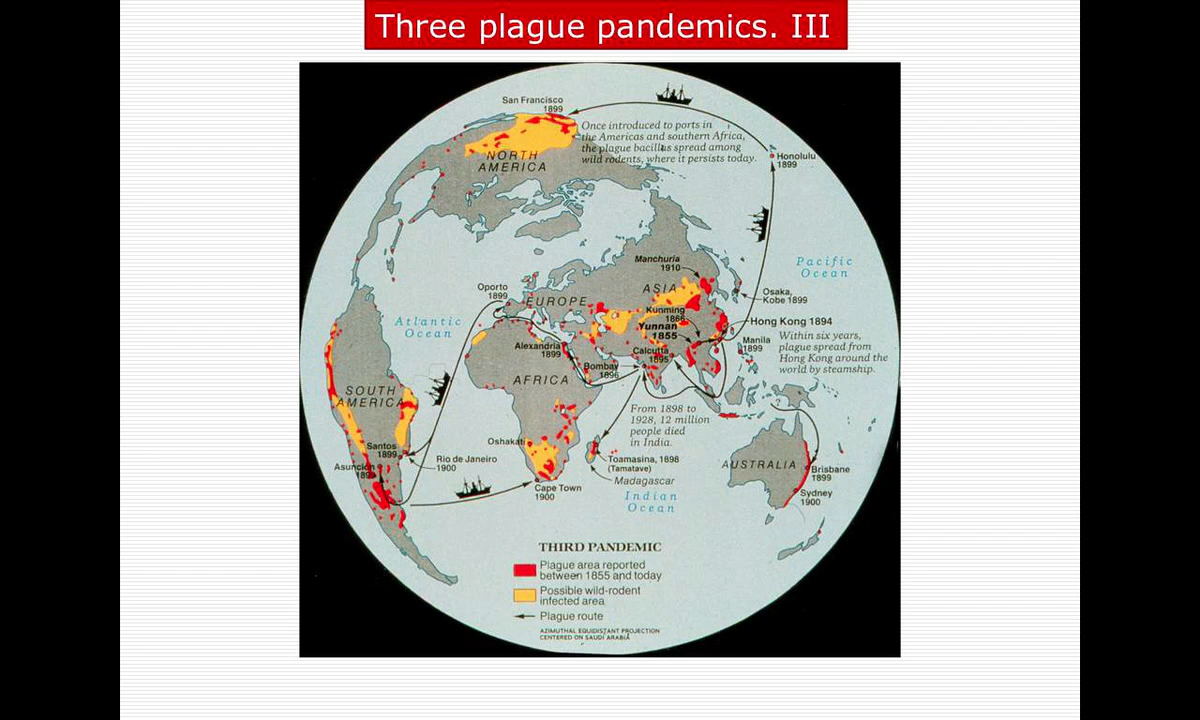 Three plague pandemics. III
San Francisco
1899
Once introduced to ports in
the Americas and southern Africa,
the plague bacillus spread among
wild rodents, where it persists today.
NORTH
AMERICA
Honolulu
1899
Manchuria
1910
Pacific
Ocean
Oporto
1899
EUROPE
ASIA
Osaka,
Kobe 1899
Kunming
1866
Yunnan
1855
Hong Kong 1894
Atlantic
Ocean
Alexandria
1899
Calcutta
1895
Manila
1899
Within six years,
plague spread from
Hong Kong around the
world by steamship.
Bombay
1896
AFRICA
SOUTH
AMERICA
From 1898 to
1928, 12 million
people died
in India.
Oshakati
Santos
1899
Rio de Janeiro
1900
Asuncion
Toamasina, 1898
(Tamatave)
Madagascar
AUSTRALIA
Brisbane
1899
Cape Town
1900
Indian
Ocean
Sydney
1900
THIRD PANDEMIC
Plague area reported
between 1855 and today
Possible wild-rodent
infected area
Plague route
AZIMUTHAL EQUIDISTANT PROJECTION
CENTERED ON SAUDI ARABIA